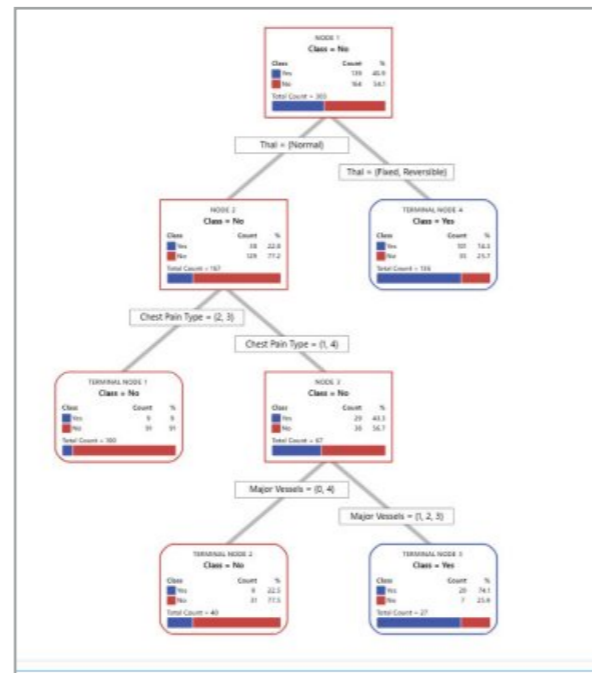 NODE 1
Class = No
Class Count %
Yes 139 45.9
No 164 54.1
Total Count = 303
Thal = {Normal}
Thal = {Fixed, Reversible}
NODE 2
Class = No
Class Count %
Yes 38 22.8
No 129 77.2
Total Count = 167
TERMINAL NODE 4
Class = Yes
Class Count %
Yes 101 74.3
No 35 25.7
Total Count = 136
Chest Pain Type = {2, 3}
Chest Pain Type = {1, 4}
TERMINAL NODE 1
Class = No
Class Count %
Yes 9 9
No 91 91
Total Count = 100
NODE 3
Class = No
Class Count %
Yes 29 43.3
No 38 56.7
Total Count = 67
Major Vessels = {0, 4}
Major Vessels = {1, 2, 3}
TERMINAL NODE 2
Class = No
Class Count %
Yes 9 22.5
No 31 77.5
Total Count = 40
TERMINAL NODE 3
Class = Yes
Class Count %
Yes 20 74.1
No 7 25.9
Total Count = 27